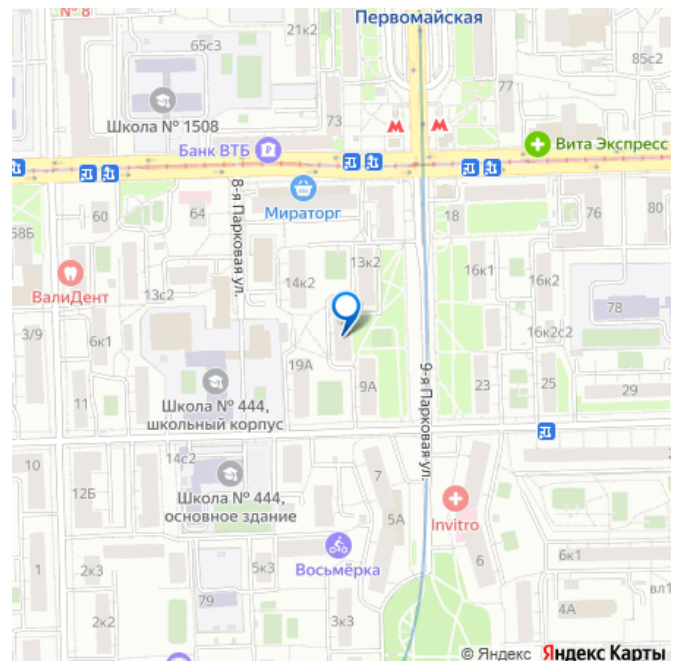 № 8
Первомайская
21к2
65с3
77
85с2
Школа № 1508
73
Банк ВТБ
Вита Экспресс
8-я Парковая ул.
60
64
Мираторг
18
76
80
58Б
13к2
ВалиДент
13с2
14к2
16к1
16к2
78
3/9
6к1
16к2с2
19А
9-я Парковая ул.
11
Школа № 444,
школьный корпус
9А
23
25
29
10
14с2
12Б
Школа № 444,
основное здание
7
5А
Invitro
6
Восьмёрка
1
2к3
5к3
6к1
вл1
79
2к2
4А
© Яндекс Яндекс Карты